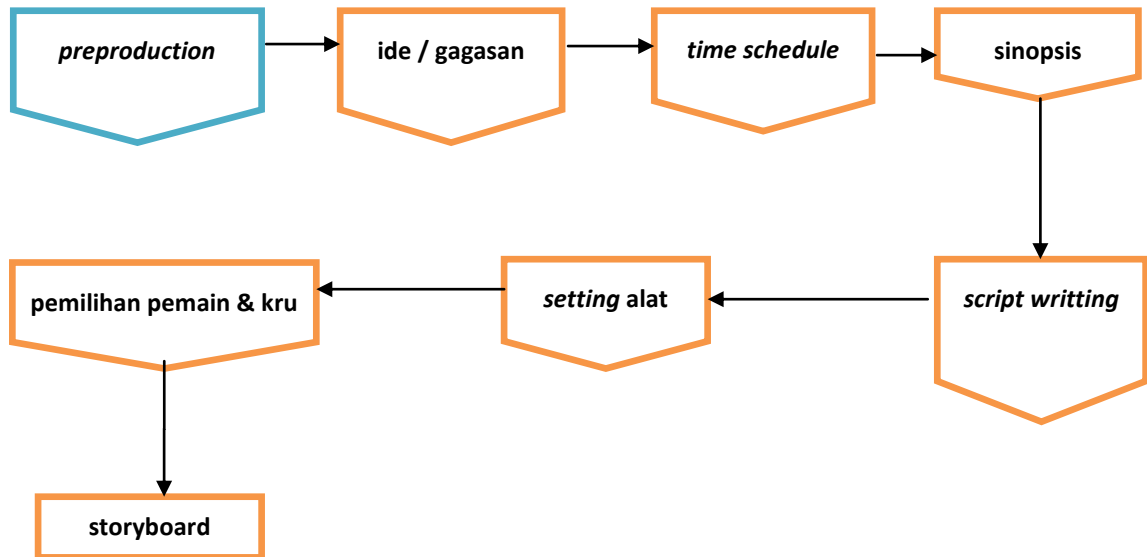 preproduction
ide / gagasan
time schedule
sinopsis
script writting
setting alat
pemilihan pemain & kru
storyboard